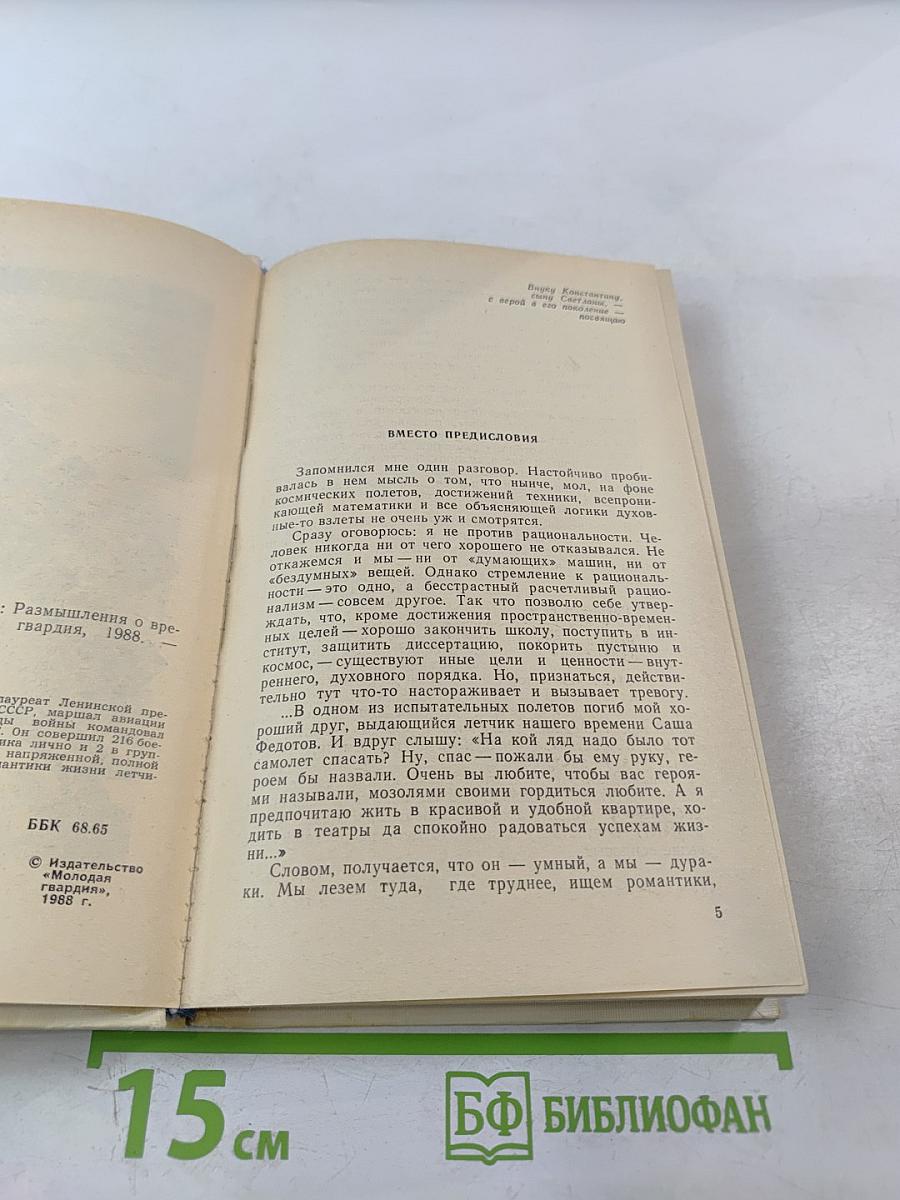 : Размышления о вре-
гвардия, 1988. —
лауреат Ленинской пре-
СССР, маршал авиации
ды войны командовал
Он совершил 216 бое-
ика лично и 2 в груп-
напряженной, полной
мантики жизни летчи-
ББК 68.65
© Издательство
«Молодая
гвардия»,
1988 г.
Внуку Константину,
сыну Светланы, —
с верой в его поколение —
посвящаю
ВМЕСТО ПРЕДИСЛОВИЯ
Запомнился мне один разговор. Настойчиво проби-
валась в нем мысль о том, что нынче, мол, на фоне
космических полетов, достижений техники, всепрони-
кающей математики и все объясняющей логики духов-
ные-то взлеты не очень уж и смотрятся.
Сразу оговорюсь: я не против рациональности. Че-
ловек никогда ни от чего хорошего не отказывался. Не
откажемся и мы — ни от «думающих» машин, ни от
«бездумных» вещей. Однако стремление к рациональ-
ности — это одно, а бесстрастный расчетливый рацио-
нализм — совсем другое. Так что позволю себе утвер-
ждать, что, кроме достижения пространственно-времен-
ных целей — хорошо закончить школу, поступить в ин-
ститут, защитить диссертацию, покорить пустыню и
космос, — существуют иные цели и ценности — внут-
реннего, духовного порядка. Но, признаться, действи-
тельно тут что-то настораживает и вызывает тревогу.
...В одном из испытательных полетов погиб мой хо-
роший друг, выдающийся летчик нашего времени Саша
Федотов. И вдруг слышу: «На кой ляд надо было тот
самолет спасать? Ну, спас — пожали бы ему руку, ге-
роем бы назвали. Очень вы любите, чтобы вас героя-
ми называли, мозолями своими гордиться любите. А я
предпочитаю жить в красивой и удобной квартире, хо-
дить в театры да спокойно радоваться успехам жиз-
ни...»
Словом, получается, что он — умный, а мы — дура-
ки. Мы лезем туда, где труднее, ищем романтики,
5
15 см
БФ БИБЛИОФАН